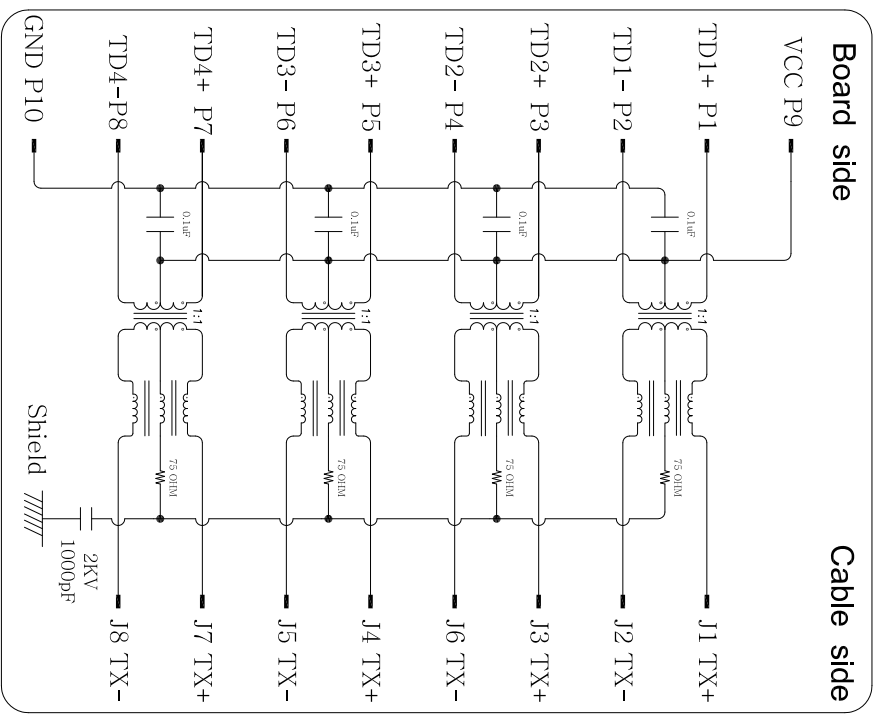 Board side
Cable side
VCC P9
TD1+ P1
0.1uF
1:1
75 OHM
J1 TX+
TD1- P2
J2 TX-
TD2+ P3
0.1uF
1:1
75 OHM
J3 TX+
TD2- P4
J6 TX-
TD3+ P5
0.1uF
1:1
75 OHM
J4 TX+
TD3- P6
J5 TX-
TD4+ P7
0.1uF
1:1
75 OHM
J7 TX+
TD4-P8
J8 TX-
2KV
1000pF
GND P10
Shield